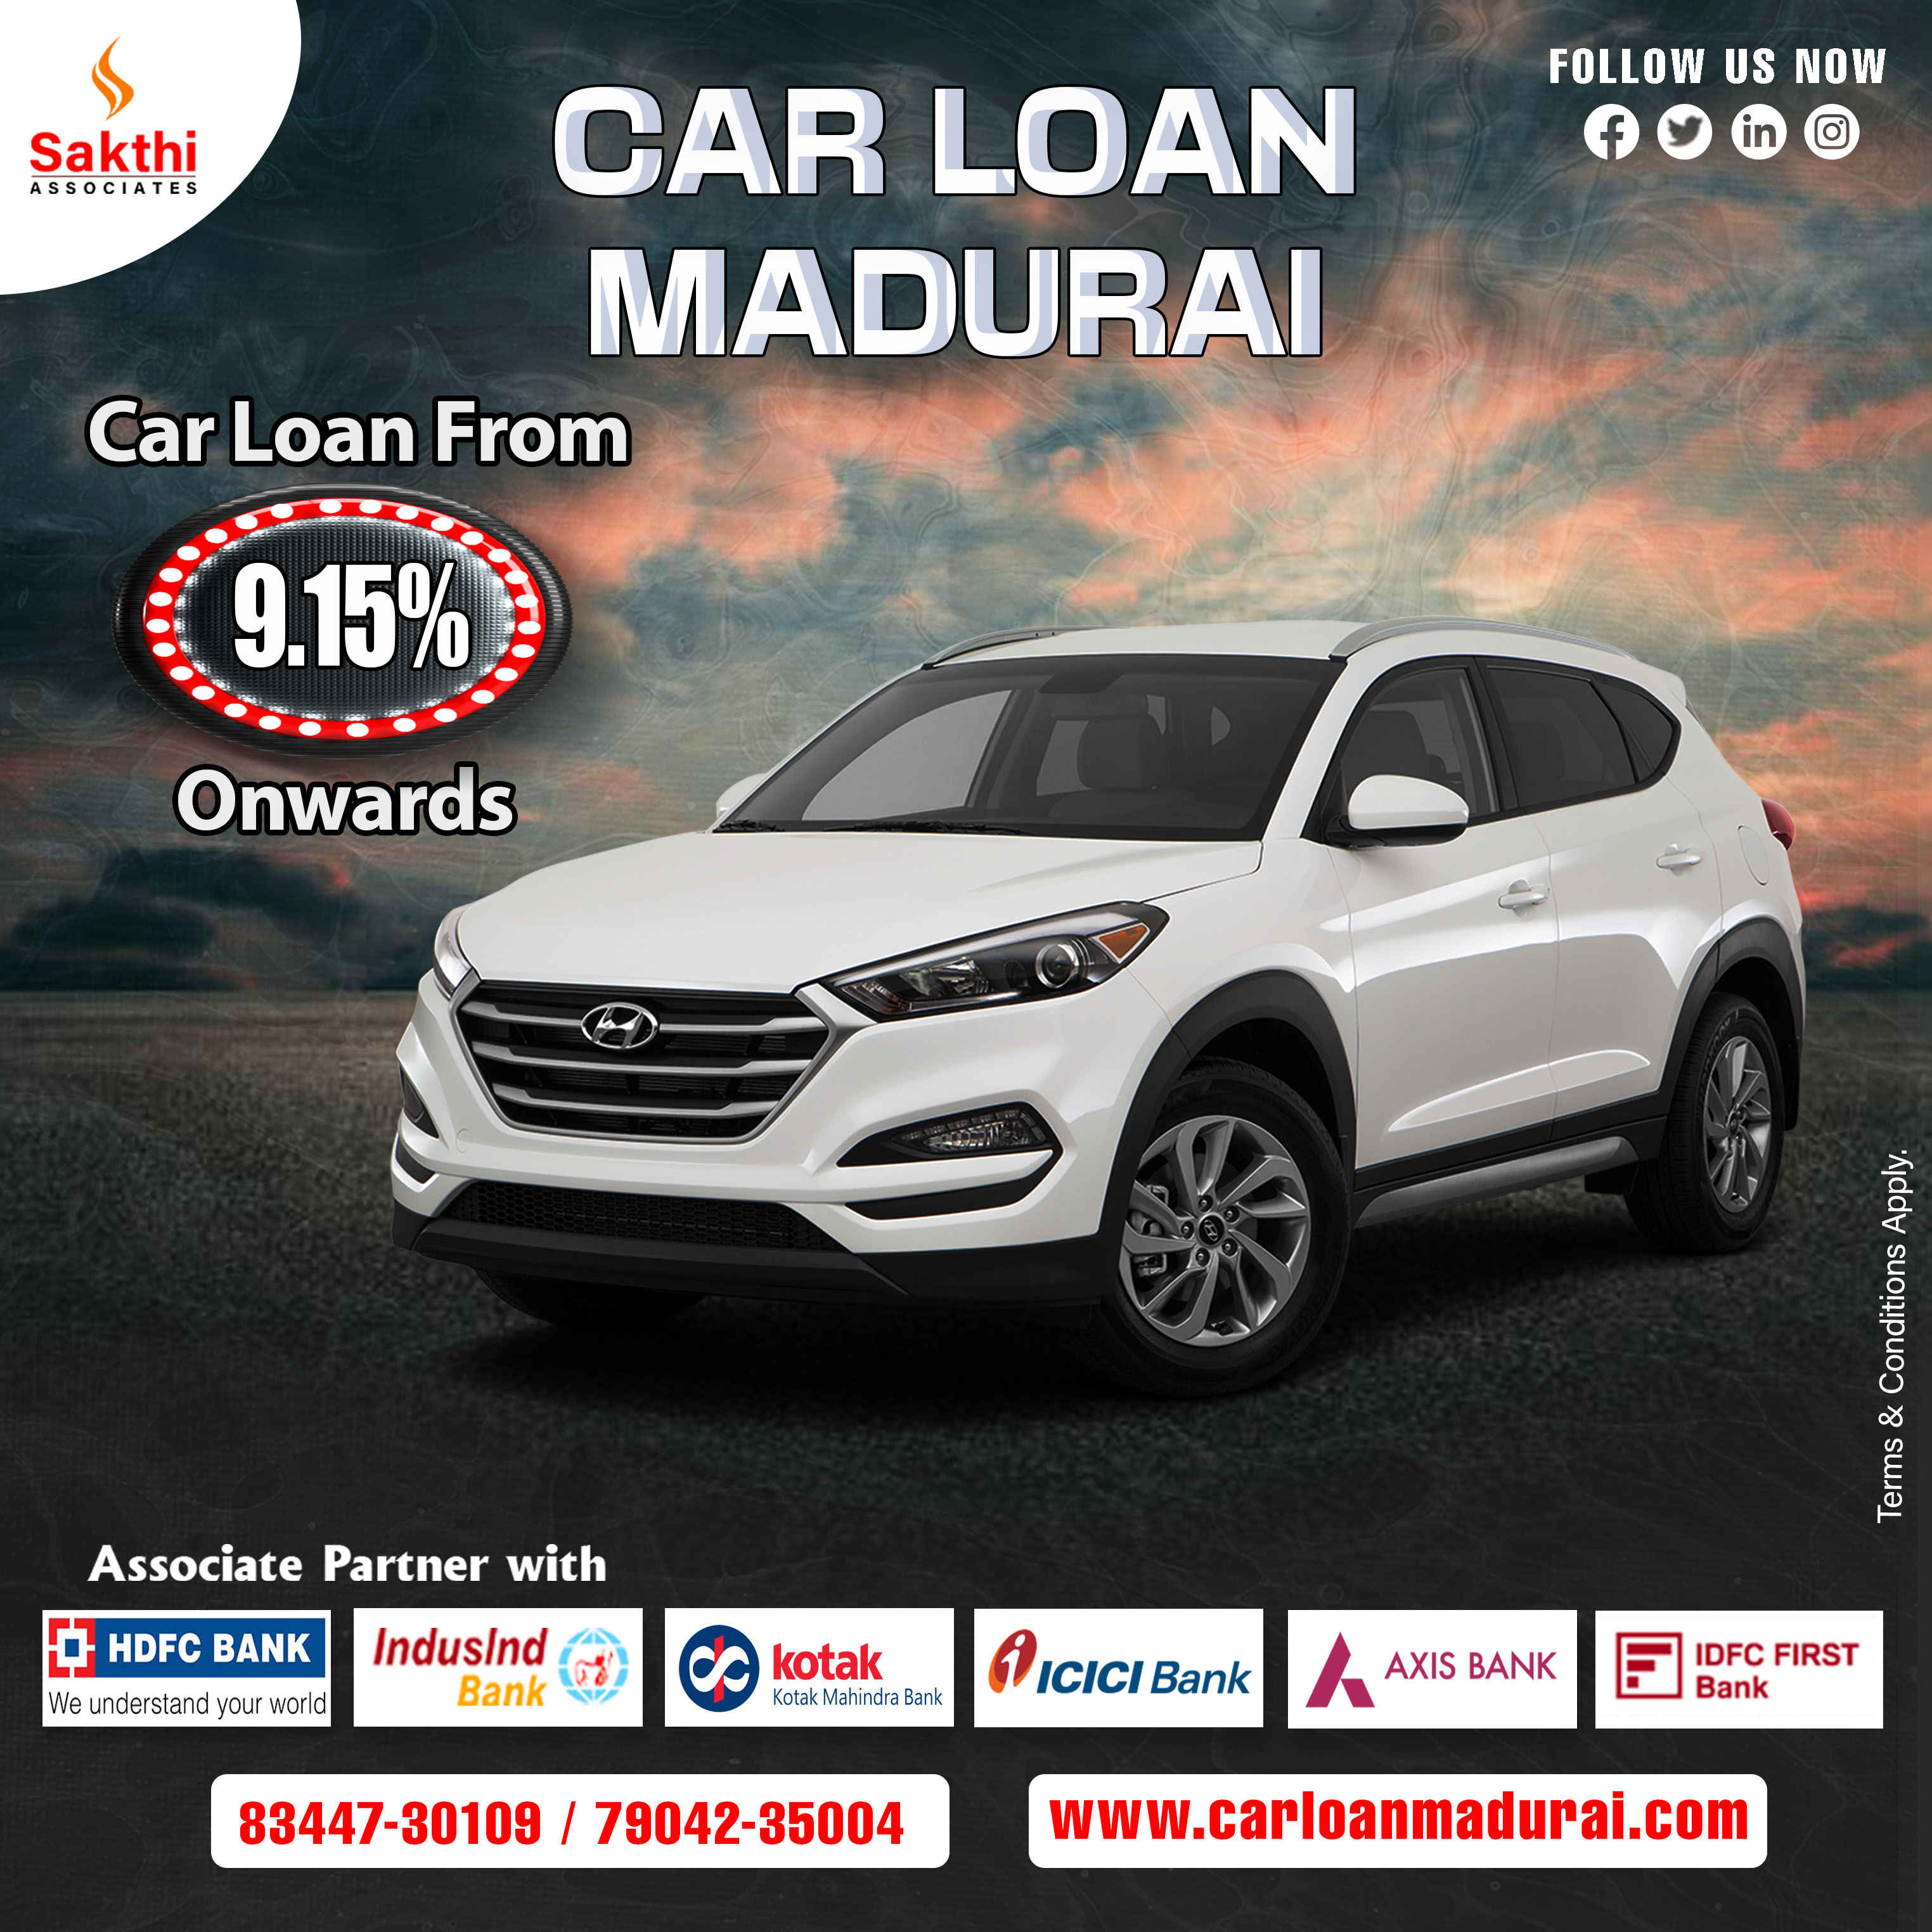 Sakthi
ASSOCIATES
FOLLOW US NOW
CAR LOAN
MADURAI
Car Loan From
9.15%
Onwards
Terms & Conditions Apply.
Associate Partner with
HDFC BANK
We understand your world
IndusInd
Bank
kotak
Kotak Mahindra Bank
ICICI Bank
AXIS BANK
IDFC FIRST
Bank
83447-30109 / 79042-35004
www.carloanmadurai.com